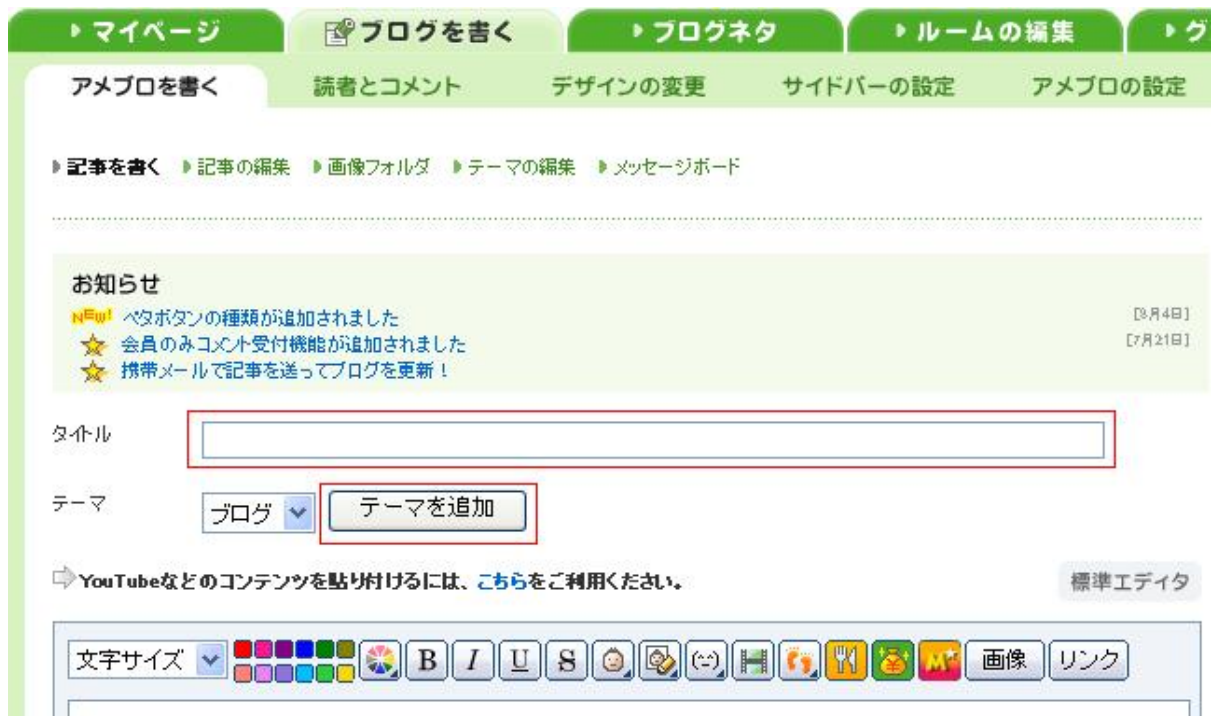 マイページ ブログを書く ブログネタ ルームの編集 グ
アメブロを書く 読者とコメント デザインの変更 サイドバーの設定 アメブロの設定
記事を書く 記事の編集 画像フォルダ テーマの編集 メッセージボード
お知らせ
NEW! ペタボタンの種類が追加されました [8月4日]
会員のみコメント受付機能が追加されました [7月21日]
携帯メールで記事を送ってブログを更新！
タイトル
テーマ ブログ テーマを追加
YouTubeなどのコンテンツを貼り付けるには、こちらをご利用ください。 標準エディタ
文字サイズ B I U S 画像 リンク